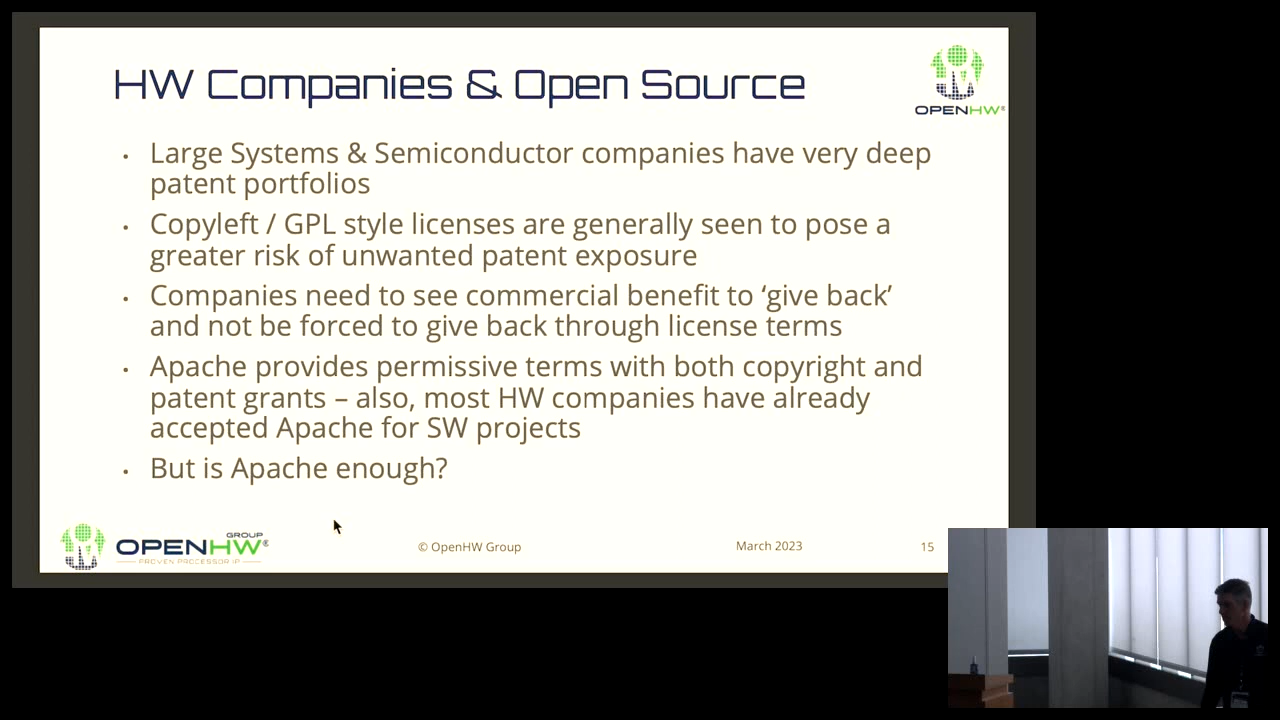 HW Companies & Open Source
OPENHW®
• Large Systems & Semiconductor companies have very deep
patent portfolios
• Copyleft / GPL style licenses are generally seen to pose a
greater risk of unwanted patent exposure
• Companies need to see commercial benefit to ‘give back’
and not be forced to give back through license terms
• Apache provides permissive terms with both copyright and
patent grants – also, most HW companies have already
accepted Apache for SW projects
• But is Apache enough?
GROUP
OPENHW®
PROVEN PROCESSOR IP
© OpenHW Group
March 2023
15